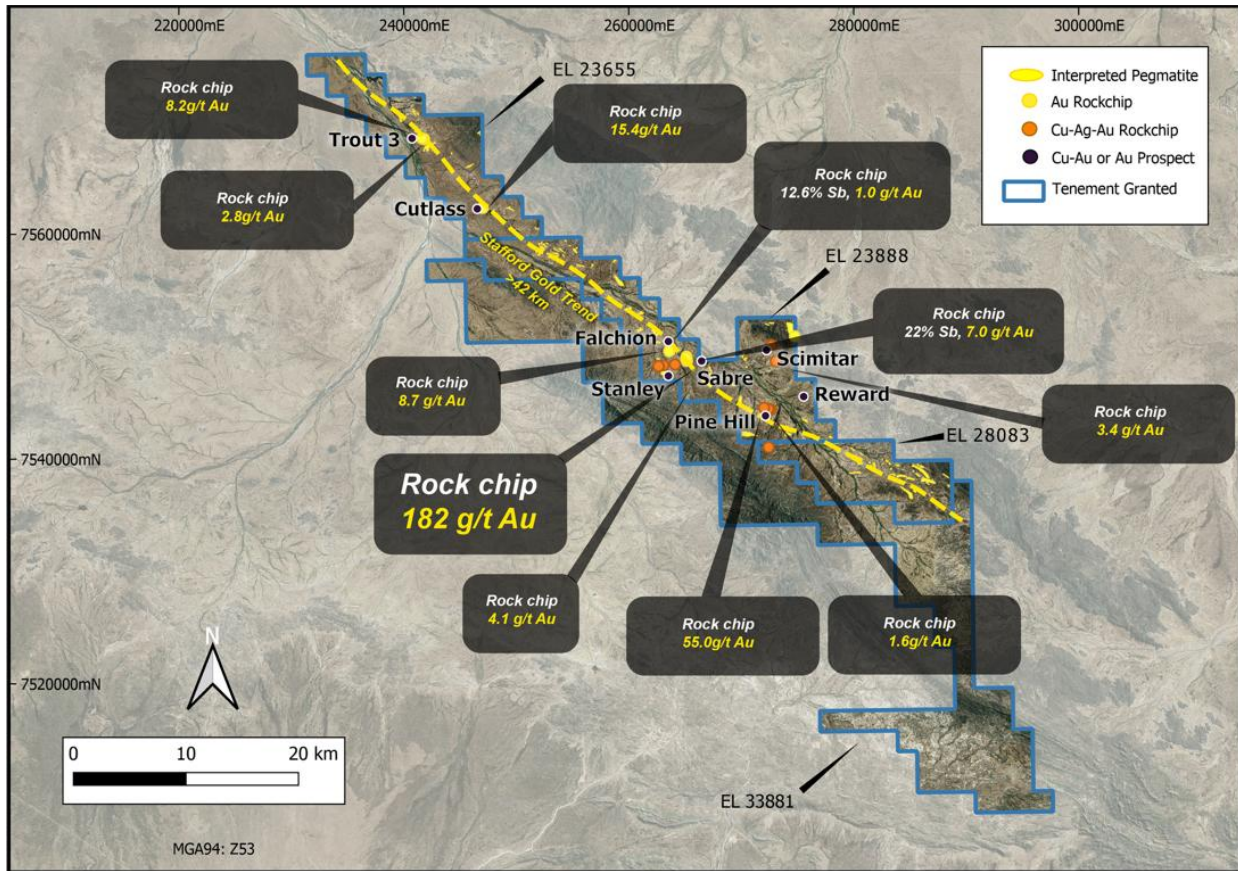 220000mE
240000mE
260000mE
280000mE
300000mE
Interpreted Pegmatite
Au Rockchip
Cu-Ag-Au Rockchip
Cu-Au or Au Prospect
Tenement Granted
EL 23655
Rock chip
8.2g/t Au
Rock chip
15.4g/t Au
Trout 3
Rock chip
12.6% Sb, 1.0 g/t Au
Rock chip
2.8g/t Au
Cutlass
7560000mN
Stafford Gold Trend
>42 km
EL 23888
Rock chip
22% Sb, 7.0 g/t Au
Falchion
Scimitar
Sabre
Stanley
Reward
Rock chip
8.7 g/t Au
Pine Hill
Rock chip
3.4 g/t Au
EL 28083
7540000mN
Rock chip
182 g/t Au
Rock chip
4.1 g/t Au
Rock chip
55.0g/t Au
Rock chip
1.6g/t Au
N
7520000mN
0
10
20 km
EL 33881
MGA94: Z53